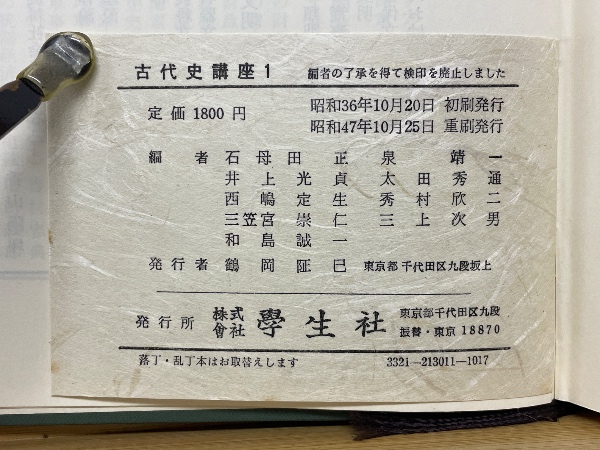 古代史講座1 編者の了承を得て検印を廃止しました
定価 1800 円 昭和36年10月20日 初刷発行
昭和47年10月25日 重刷発行
編者 石母田正 泉靖一
井上光貞 太田秀通
西嶋定生 秀村欣二
三笠宮崇仁 三上次男
和島誠一
発行者 鶴岡阷巳 東京都千代田区九段坂上
発行所 株式会社 學生社 東京都千代田区九段
振替・東京 18870
落丁・乱丁本はお取替えします 3321-213011-1017